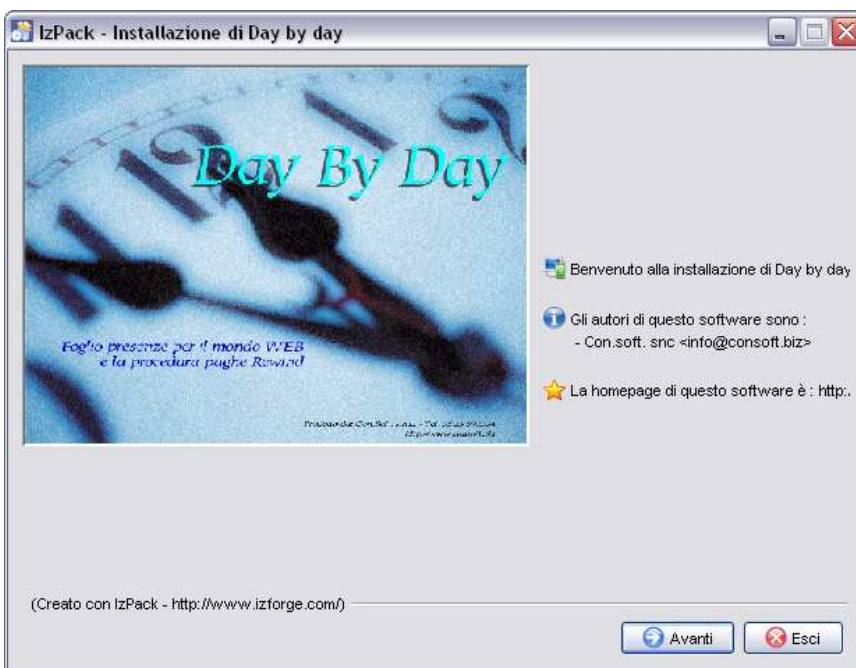 IzPack - Installazione di Day by day
Day By Day
Foglio presenze per il mondo WEB
e la procedura paghe Rewind
Benvenuto alla installazione di Day by day
Gli autori di questo software sono :
- Con.soft. snc <info@consoft.biz>
La homepage di questo software è : http:
(Creato con IzPack - http://www.izforge.com/)
Avanti
Esci